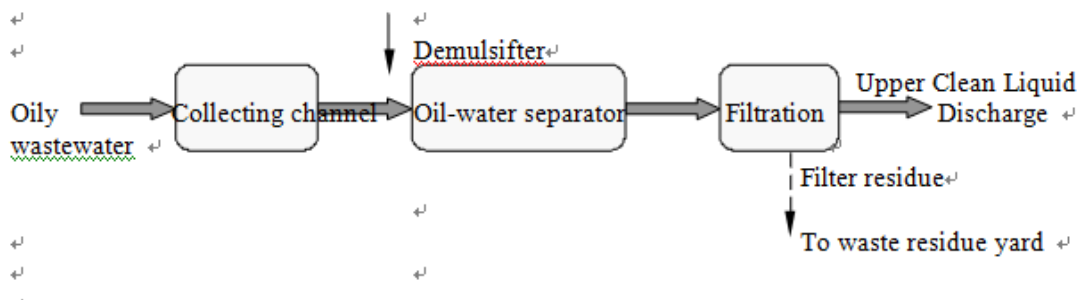 Demulsifter
Oily
wastewater
Collecting channel
Oil-water separator
Filtration
Upper Clean Liquid
Discharge
Filter residue
To waste residue yard